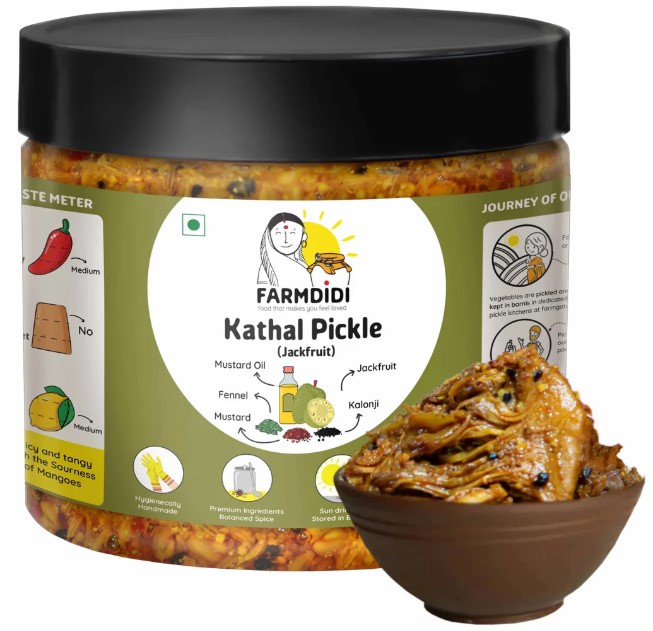 STE METER
Medium
No
Medium
icy and tangy
h the Sourness
of Mangoes
FARMDIDI
food that makes you feel loved
Kathal Pickle
(Jackfruit)
Mustard Oil
Jackfruit
Fennel
Kalonji
Mustard
Hygienecally
Handmade
Premium Ingredients
Balanced Spice
Sun drie
Stored in B
JOURNEY OF O
Vegetables are pickled and
kept in barnis in dedicated
pickle kitchens at farmgat